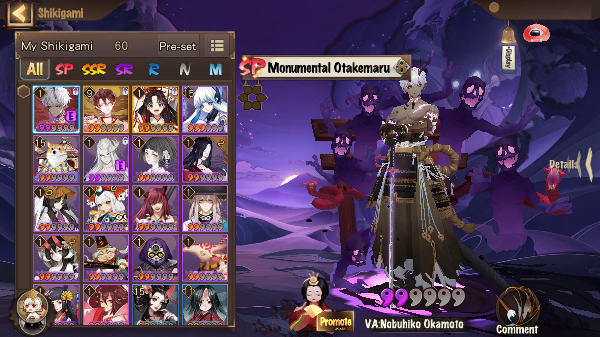 Shikigami
My Shikigami 60
Pre-set
All SP SSR SR R N M
SP Monumental Otakemaru
Display
Details
Promote
VA:Nobuhiko Okamoto
Comment